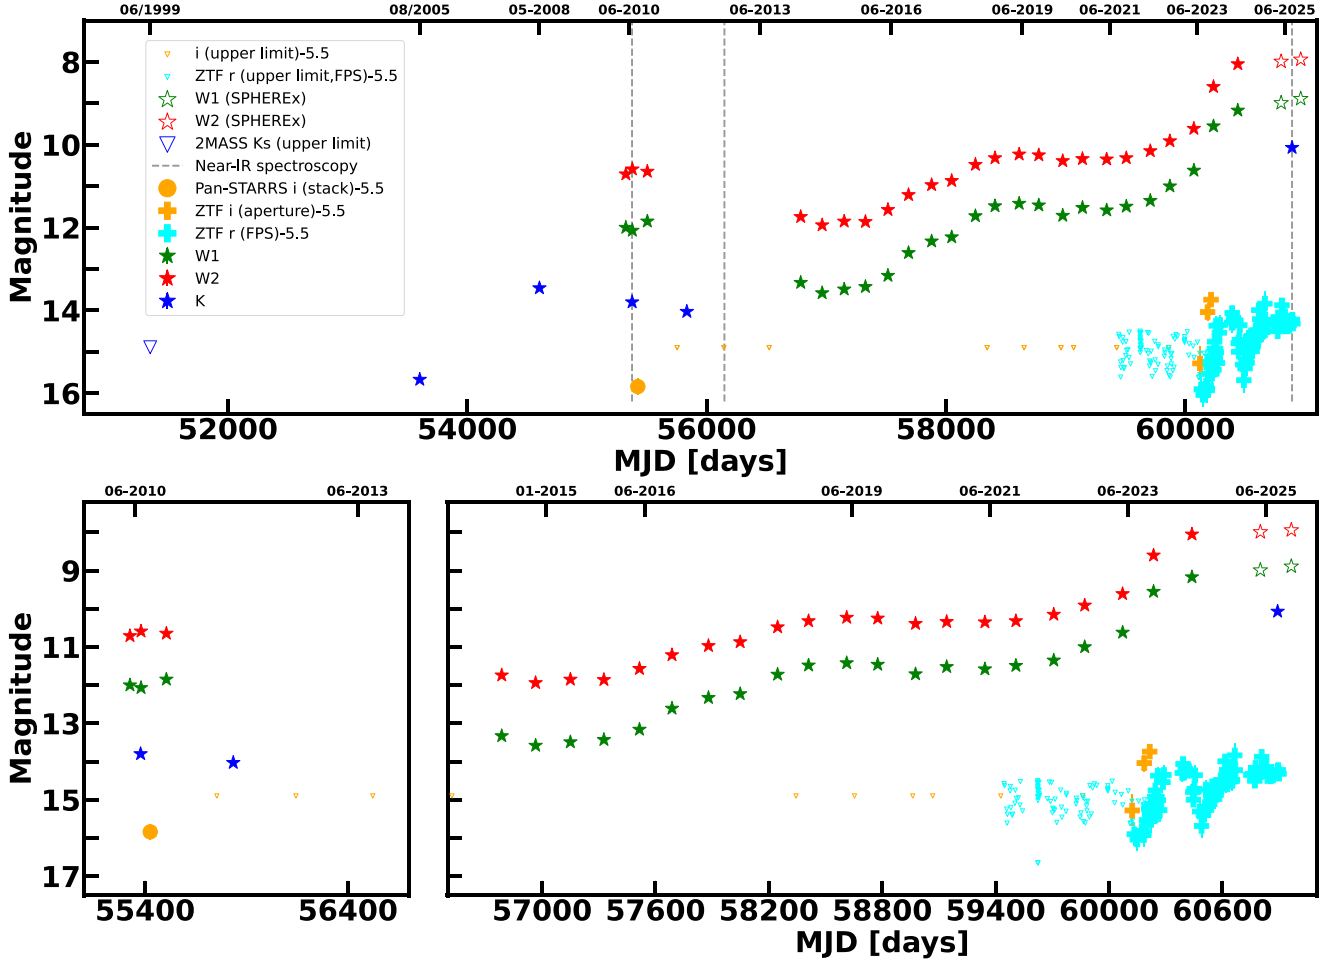 06/1999 08/2005 05-2008 06-2010 06-2013 06-2016 06-2019 06-2021 06-2023 06-2025
i (upper limit)-5.5
ZTF r (upper limit,FPS)-5.5
W1 (SPHEREx)
W2 (SPHEREx)
2MASS Ks (upper limit)
Near-IR spectroscopy
Pan-STARRS i (stack)-5.5
ZTF i (aperture)-5.5
ZTF r (FPS)-5.5
W1
W2
K
Magnitude
8
10
12
14
16
52000 54000 56000 58000 60000
MJD [days]
06-2010 06-2013 01-2015 06-2016 06-2019 06-2021 06-2023 06-2025
Magnitude
9
11
13
15
17
55400 56400 57000 57600 58200 58800 59400 60000 60600
MJD [days]